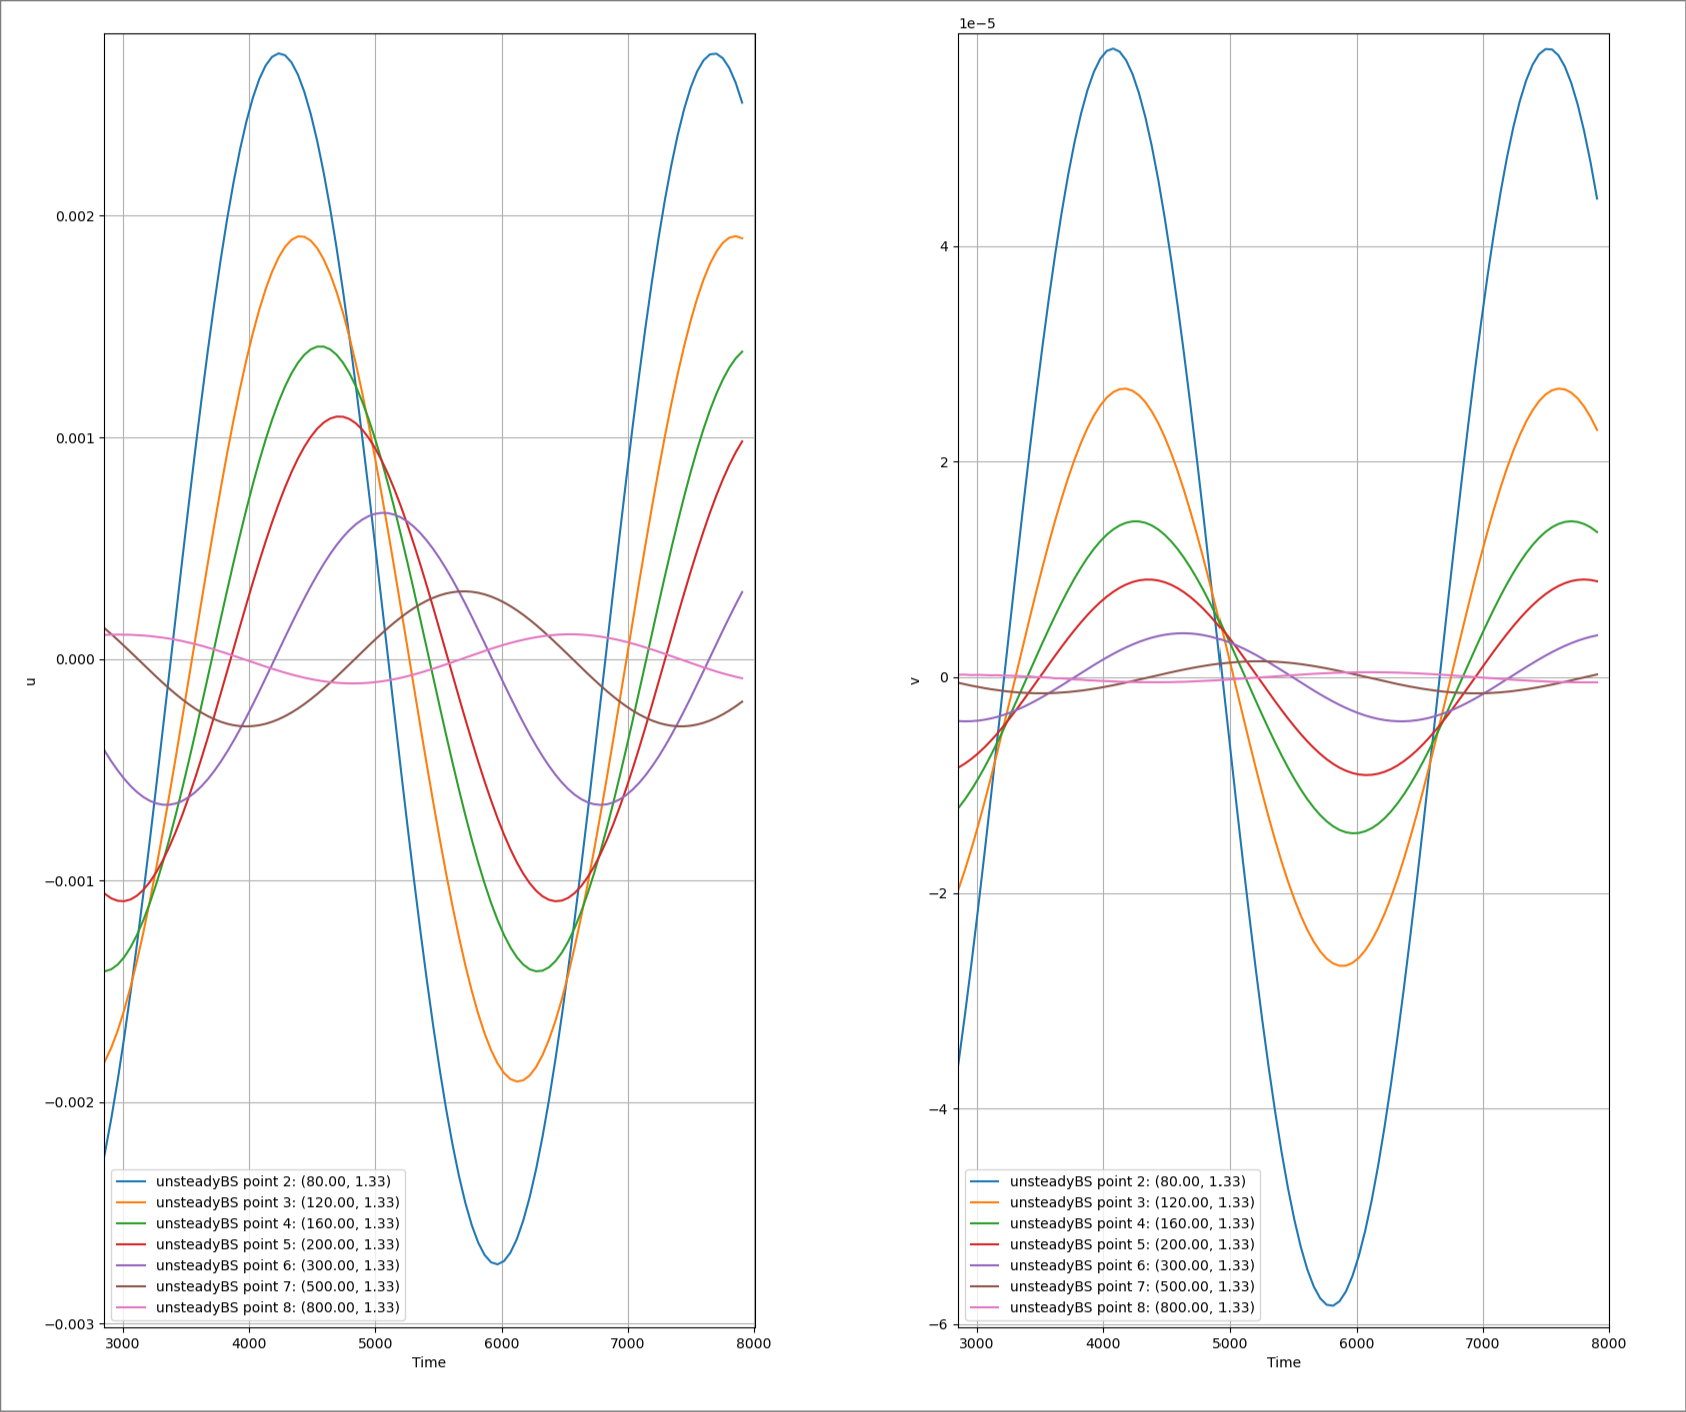 0.002
0.001
0.000
−0.001
−0.002
−0.003
u
3000 4000 5000 6000 7000 8000
Time
unsteadyBS point 2: (80.00, 1.33)
unsteadyBS point 3: (120.00, 1.33)
unsteadyBS point 4: (160.00, 1.33)
unsteadyBS point 5: (200.00, 1.33)
unsteadyBS point 6: (300.00, 1.33)
unsteadyBS point 7: (500.00, 1.33)
unsteadyBS point 8: (800.00, 1.33)
1e−5
4
2
0
−2
−4
−6
v
3000 4000 5000 6000 7000 8000
Time
unsteadyBS point 2: (80.00, 1.33)
unsteadyBS point 3: (120.00, 1.33)
unsteadyBS point 4: (160.00, 1.33)
unsteadyBS point 5: (200.00, 1.33)
unsteadyBS point 6: (300.00, 1.33)
unsteadyBS point 7: (500.00, 1.33)
unsteadyBS point 8: (800.00, 1.33)